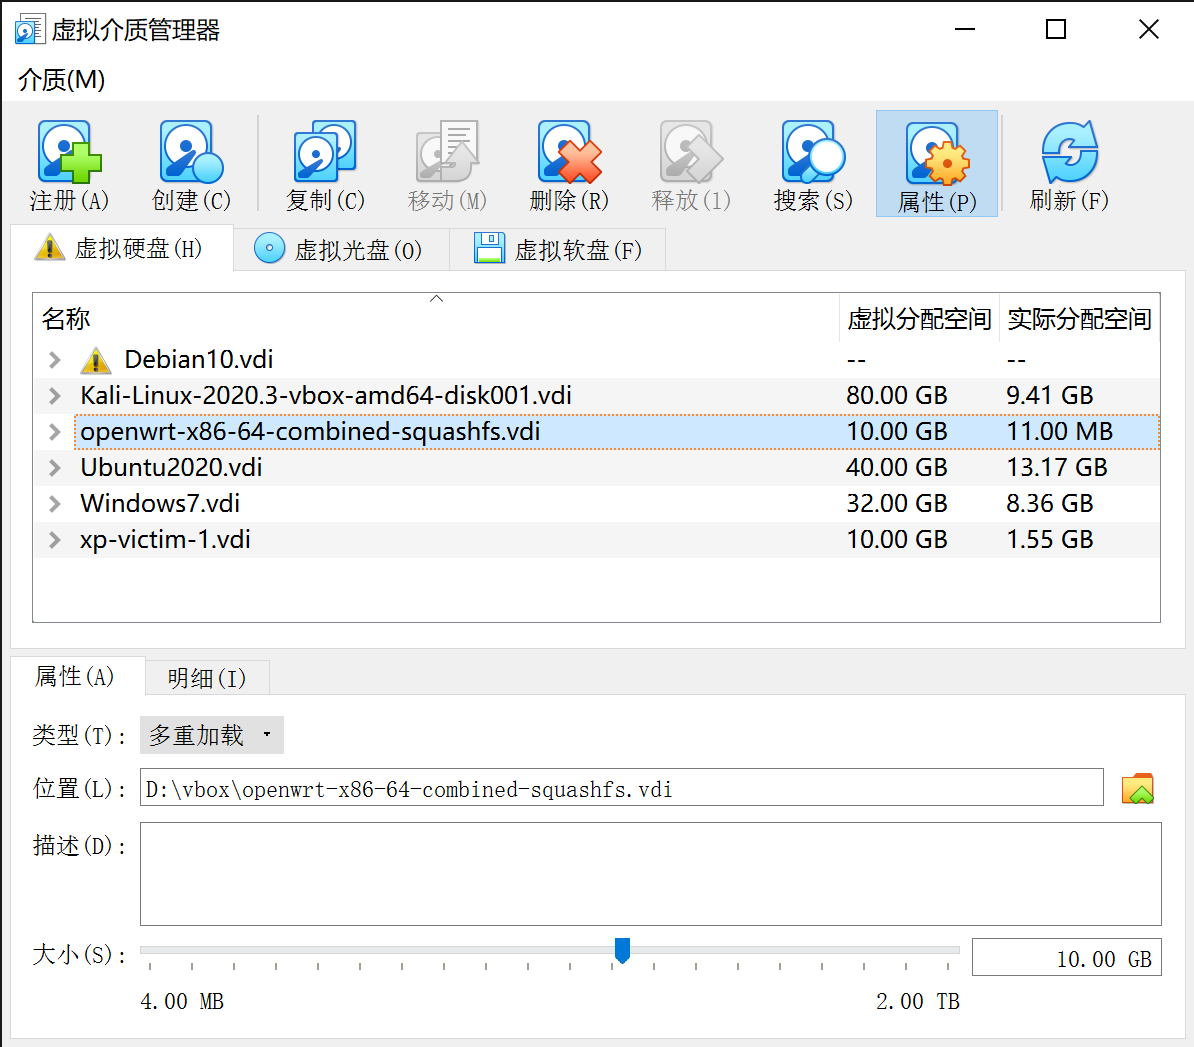 虚拟介质管理器
介质(M)
注册(A) 创建(C) 复制(C) 移动(M) 删除(R) 释放(l) 搜索(S) 属性(P) 刷新(F)
虚拟硬盘(H) 虚拟光盘(O) 虚拟软盘(F)
名称 虚拟分配空间 实际分配空间
Debian10.vdi -- --
Kali-Linux-2020.3-vbox-amd64-disk001.vdi 80.00 GB 9.41 GB
openwrt-x86-64-combined-squashfs.vdi 10.00 GB 11.00 MB
Ubuntu2020.vdi 40.00 GB 13.17 GB
Windows7.vdi 32.00 GB 8.36 GB
xp-victim-1.vdi 10.00 GB 1.55 GB
属性(A) 明细(I)
类型(T): 多重加载
位置(L): D:\vbox\openwrt-x86-64-combined-squashfs.vdi
描述(D):
大小(S): 10.00 GB
4.00 MB 2.00 TB